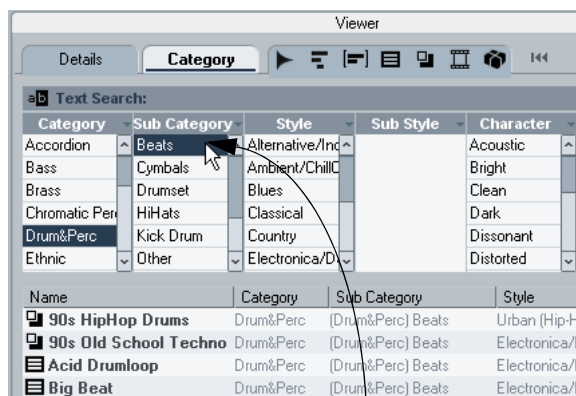 Viewer
Details Category
ab Text Search:
Category Sub Category Style Sub Style Character
Accordion Beats Alternative/Ind Acoustic
Bass Cymbals Ambient/ChillC Bright
Brass Drumset Blues Clean
Chromatic Perc HiHats Classical Dark
Drum&Perc Kick Drum Country Dissonant
Ethnic Other Electronica/D Distorted
Name Category Sub Category Style
90s HipHop Drums Drum&Perc (Drum&Perc) Beats Urban (Hip-H
90s Old School Techno Drum&Perc (Drum&Perc) Beats Electronica/
Acid Drumloop Drum&Perc (Drum&Perc) Beats Electronica/
Big Beat Drum&Perc (Drum&Perc) Beats Electronica/